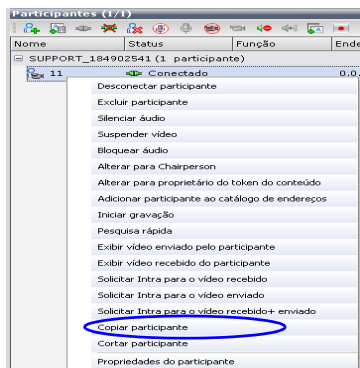 Participantes (1/1)
Nome Status Função Ende
SUPPORT_184902541 (1 participante)
11 Conectado 0.0.
Desconectar participante
Excluir participante
Silenciar áudio
Suspender vídeo
Bloquear áudio
Alterar para Chairperson
Alterar para proprietário do token do conteúdo
Adicionar participante ao catálogo de endereços
Iniciar gravação
Pesquisa rápida
Exibir vídeo enviado pelo participante
Exibir vídeo recebido do participante
Solicitar Intra para o vídeo recebido
Solicitar Intra para o vídeo enviado
Solicitar Intra para o vídeo recebido+ enviado
Copiar participante
Cortar participante
Propriedades do participante